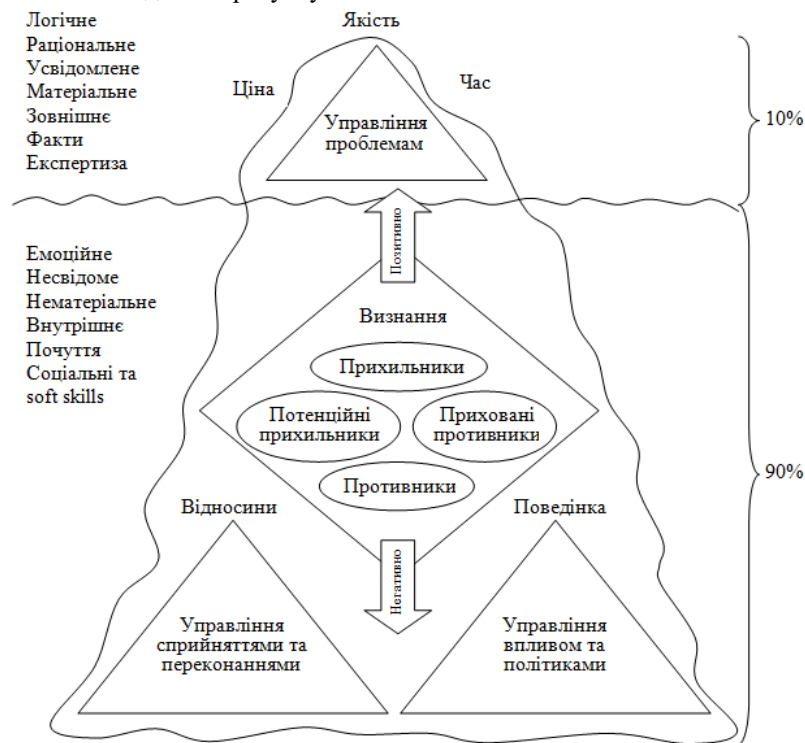 Логічне
Раціональне
Усвідомлене
Матеріальне
Зовнішнє
Факти
Експертиза
Якість
Ціна
Час
Управління
проблемам
10%
Позитивно
Емоційне
Несвідоме
Нематеріальне
Внутрішнє
Почуття
Соціальні та
soft skills
Визнання
Прихильники
Потенційні
прихильники
Приховані
противники
Противники
90%
Відносини
Поведінка
Негативно
Управління
сприйняттями та
переконаннями
Управління
впливом та
політиками